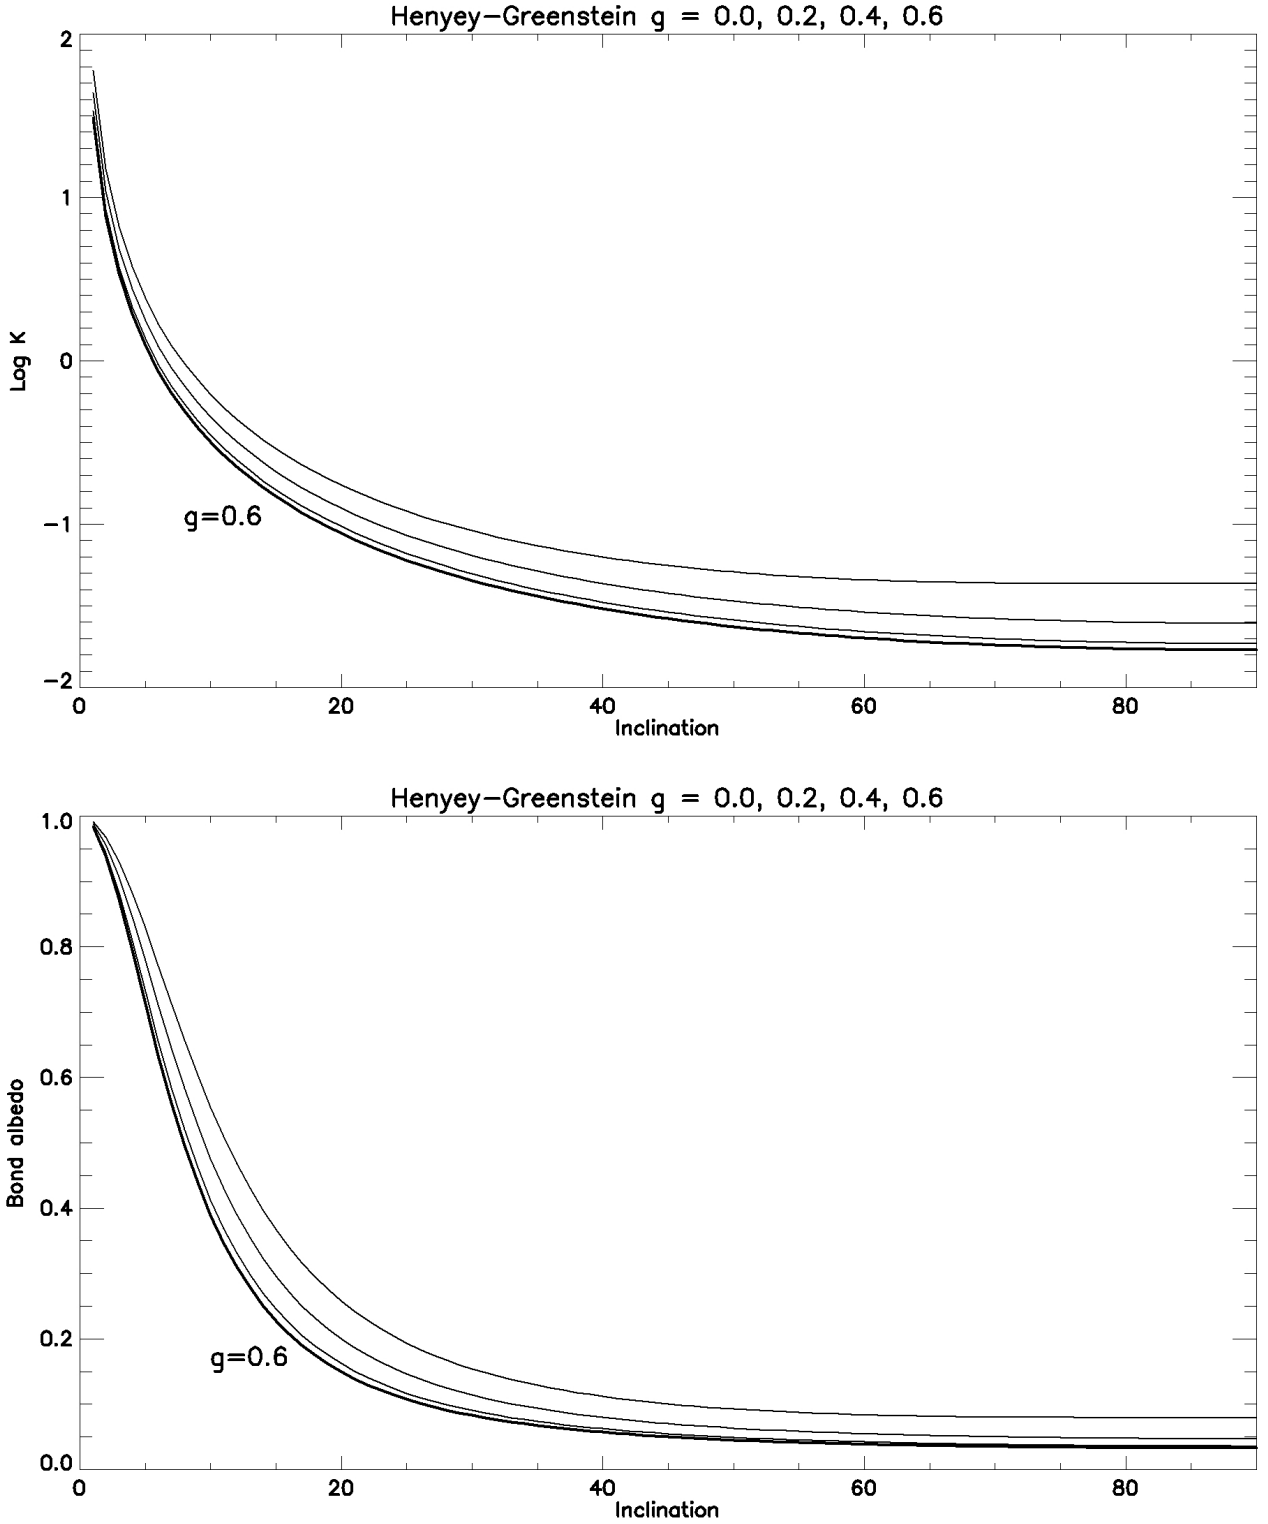 Henyey-Greenstein g = 0.0, 0.2, 0.4, 0.6
2
1
0
-1
-2
Log K
g=0.6
0 20 40 60 80
Inclination
Henyey-Greenstein g = 0.0, 0.2, 0.4, 0.6
1.0
0.8
0.6
0.4
0.2
0.0
Bond albedo
g=0.6
0 20 40 60 80
Inclination